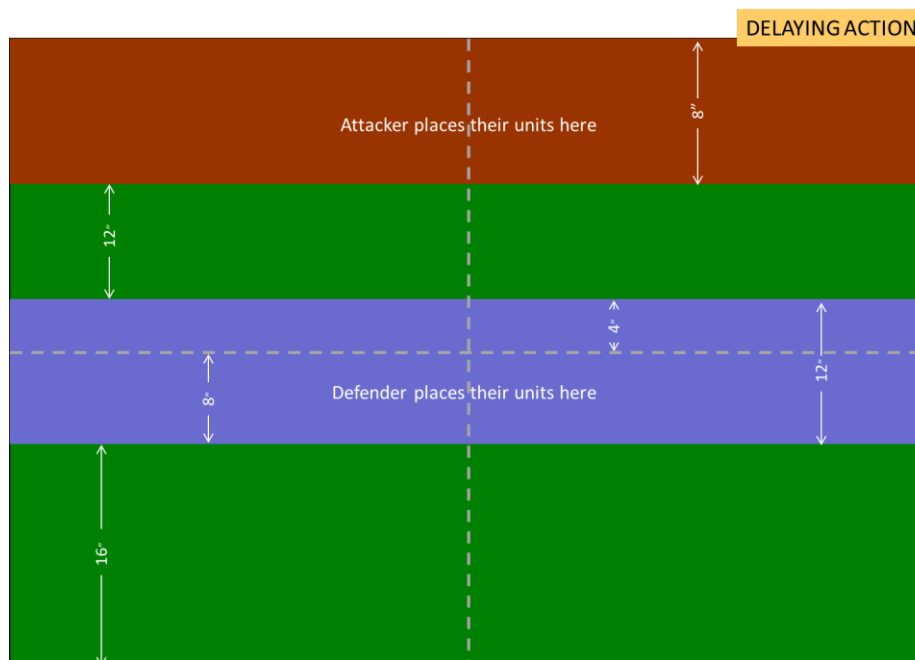 DELAYING ACTION
8”
Attacker places their units here
12”
4”
12”
8”
Defender places their units here
16”